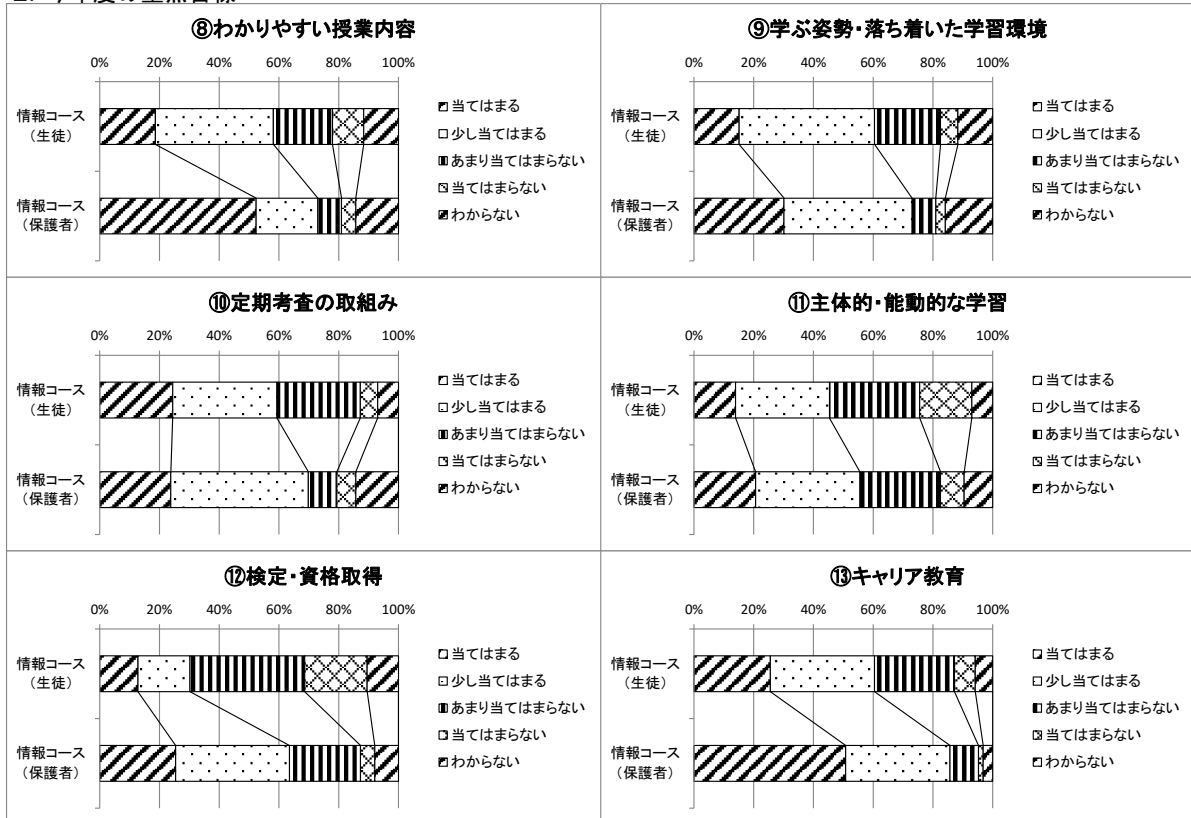 ⑧わかりやすい授業内容
0% 20% 40% 60% 80% 100%
情報コース
（生徒）
情報コース
（保護者）
当てはまる
少し当てはまる
あまり当てはまらない
当てはまらない
わからない
⑨学ぶ姿勢・落ち着いた学習環境
0% 20% 40% 60% 80% 100%
情報コース
（生徒）
情報コース
（保護者）
当てはまる
少し当てはまる
あまり当てはまらない
当てはまらない
わからない
⑩定期考査の取組み
0% 20% 40% 60% 80% 100%
情報コース
（生徒）
情報コース
（保護者）
当てはまる
少し当てはまる
あまり当てはまらない
当てはまらない
わからない
⑪主体的・能動的な学習
0% 20% 40% 60% 80% 100%
情報コース
（生徒）
情報コース
（保護者）
当てはまる
少し当てはまる
あまり当てはまらない
当てはまらない
わからない
⑫検定・資格取得
0% 20% 40% 60% 80% 100%
情報コース
（生徒）
情報コース
（保護者）
当てはまる
少し当てはまる
あまり当てはまらない
当てはまらない
わからない
⑬キャリア教育
0% 20% 40% 60% 80% 100%
情報コース
（生徒）
情報コース
（保護者）
当てはまる
少し当てはまる
あまり当てはまらない
当てはまらない
わからない